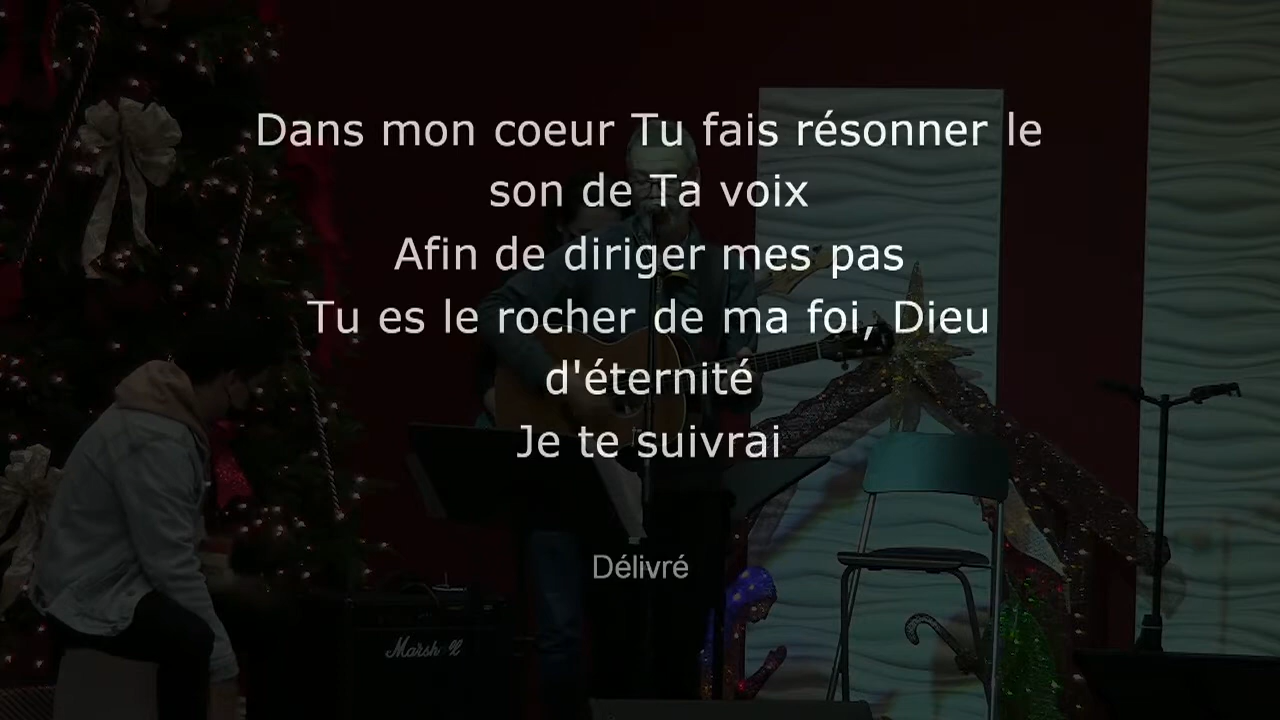 Dans mon coeur Tu fais résonner le
son de Ta voix
Afin de diriger mes pas
Tu es le rocher de ma foi, Dieu
d'éternité
Je te suivrai
Délivré
Marshall